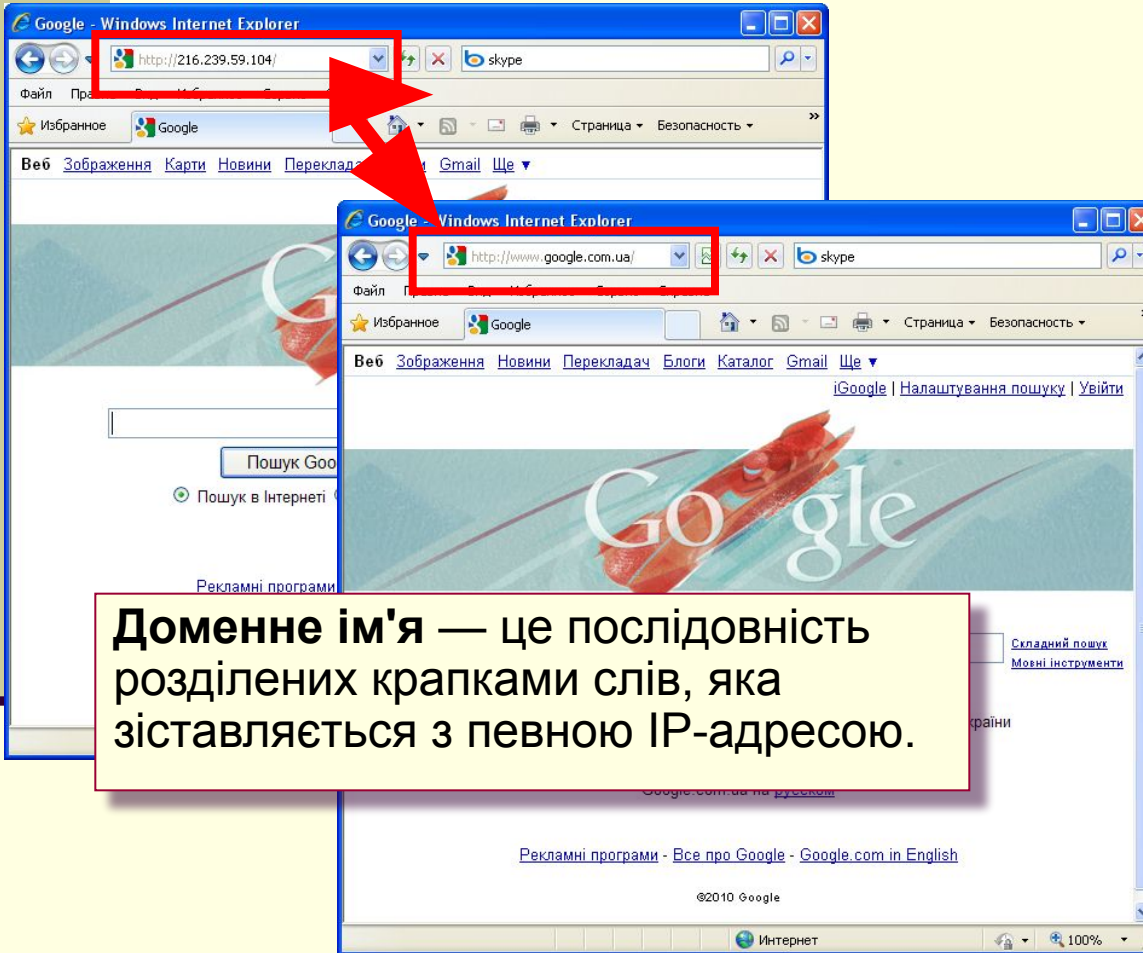 Google - Windows Internet Explorer
http://216.239.59.104/ skype
Файл
Избранное Google Страница Безопасность »
Веб Зображення Карти Новини Gmail Ще ▼
Пошук Goo
Пошук в Інтернеті
Рекламні програми
Google - Windows Internet Explorer
http://www.google.com.ua/ skype
Файл
Избранное Google Страница Безопасность
Веб Зображення Новини Перекладач Блоги Каталог Gmail Ще ▼
iGoogle | Налаштування пошуку | Увійти
Go gle
Складний пошук
Мовні інструменти
країни
Доменне ім'я — це послідовність
розділених крапками слів, яка
зіставляється з певною IP-адресою.
Google.com.ua на русском
Рекламні програми - Все про Google - Google.com in English
©2010 Google
Интернет 100%